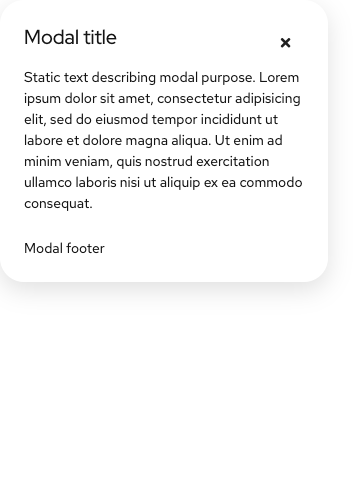 Modal title
Static text describing modal purpose. Lorem
ipsum dolor sit amet, consectetur adipisicing
elit, sed do eiusmod tempor incididunt ut
labore et dolore magna aliqua. Ut enim ad
minim veniam, quis nostrud exercitation
ullamco laboris nisi ut aliquip ex ea commodo
consequat.
Modal footer